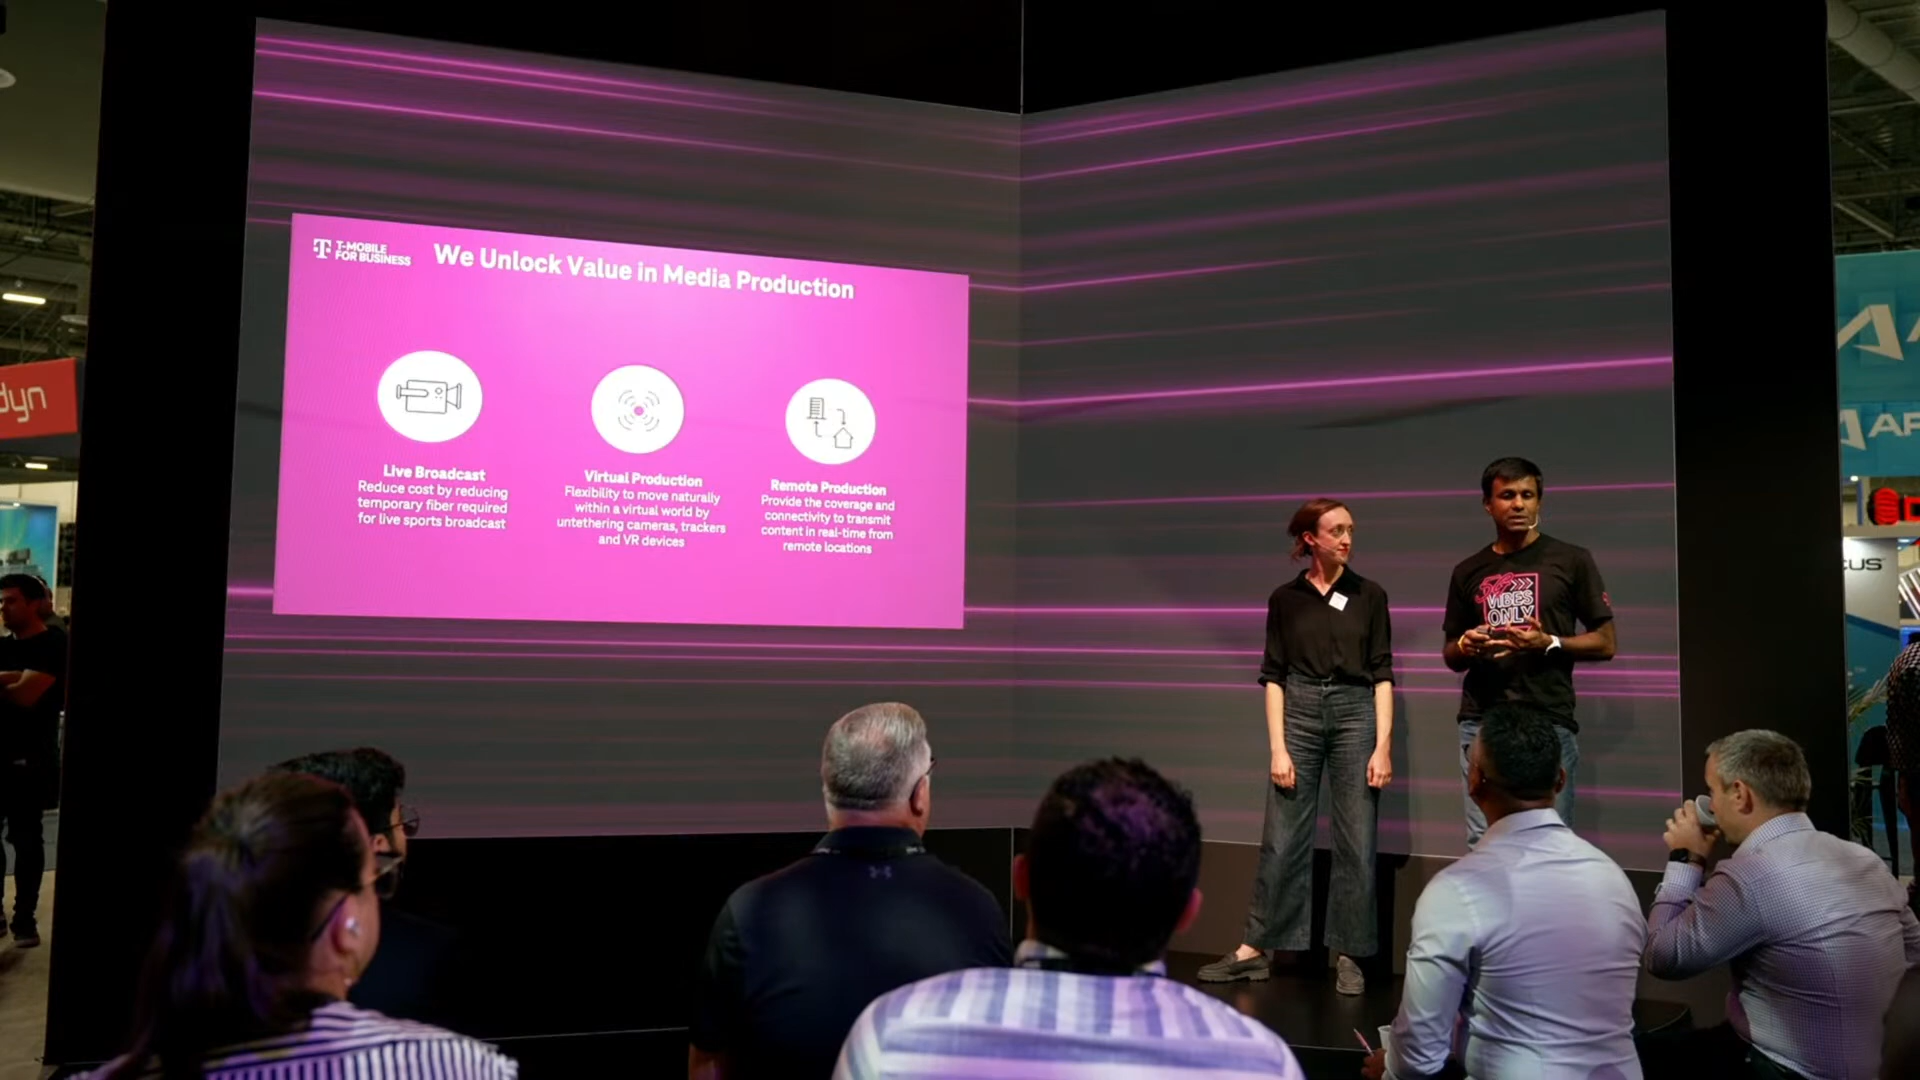 T-MOBILE
FOR BUSINESS
We Unlock Value in Media Production
Live Broadcast
Reduce cost by reducing
temporary fiber required
for live sports broadcast
Virtual Production
Flexibility to move naturally
within a virtual world by
untethering cameras, trackers
and VR devices
Remote Production
Provide the coverage and
connectivity to transmit
content in real-time from
remote locations
5G
VIBES
ONLY
dyn
AR
CUS